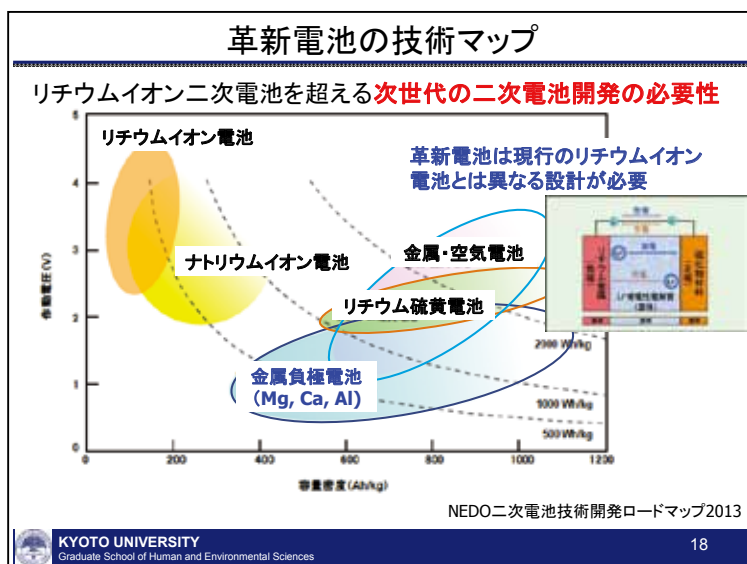 革新電池の技術マップ
リチウムイオン二次電池を超える次世代の二次電池開発の必要性
5
リチウムイオン電池
革新電池は現行のリチウムイオン
電池とは異なる設計が必要
4
3
ナトリウムイオン電池
金属・空気電池
リチウム硫黄電池
作動電圧(V)
2
2000 Wh/kg
金属負極電池
(Mg, Ca, Al)
1
1000 Wh/kg
500 Wh/kg
0
0
200
400
600
800
1000
1200
容量密度(Ah/kg)
NEDO二次電池技術開発ロードマップ2013
KYOTO UNIVERSITY
Graduate School of Human and Environmental Sciences
18